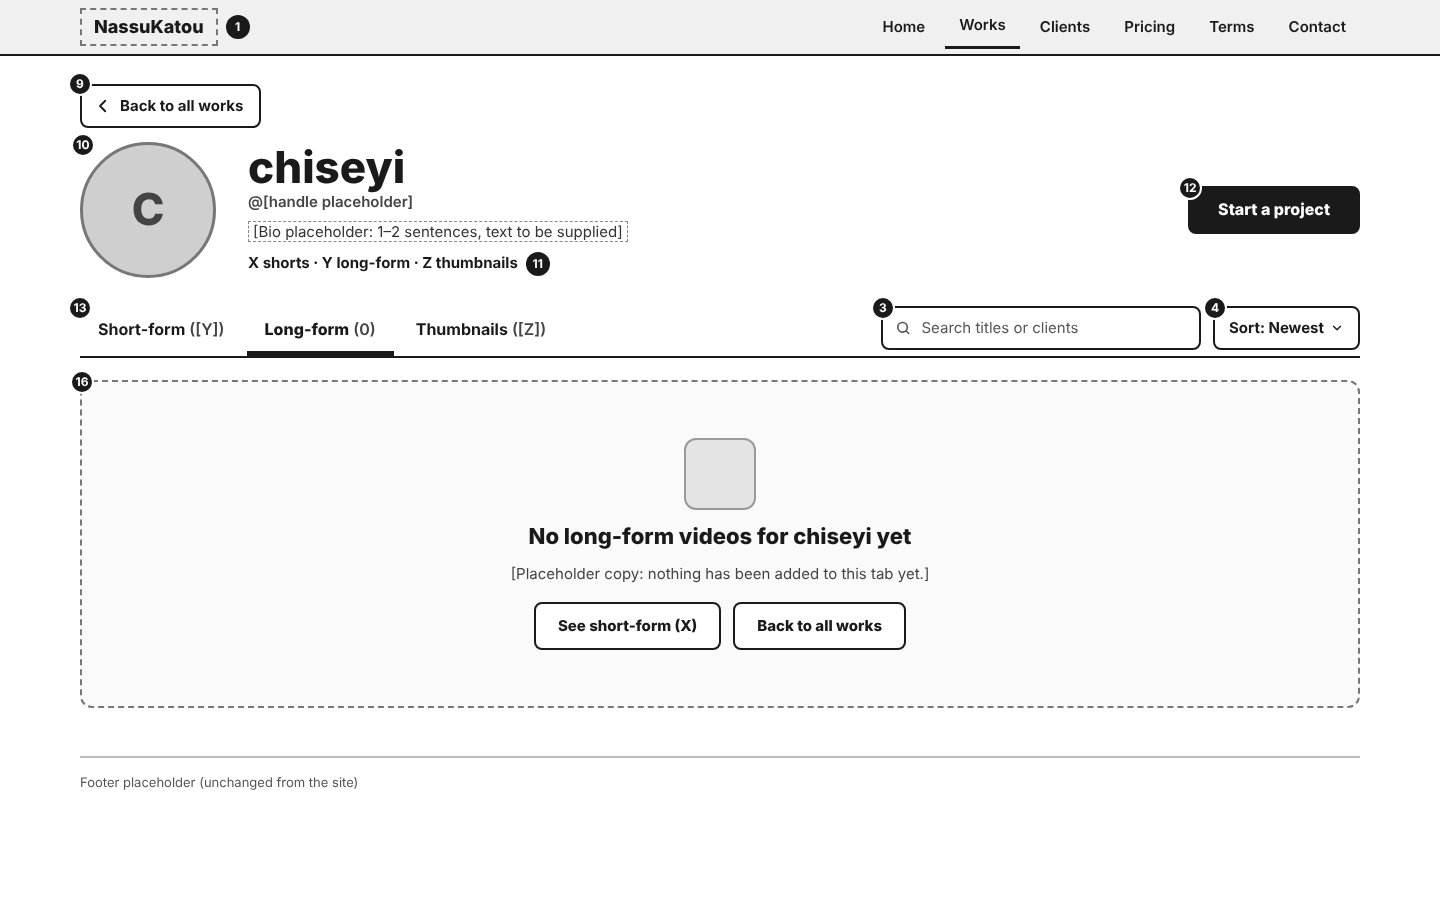 NassuKatou 1 Home Works Clients Pricing Terms Contact
9
Back to all works
10
C
chiseyi
@[handle placeholder]
[Bio placeholder: 1–2 sentences, text to be supplied]
X shorts · Y long-form · Z thumbnails 11
12
Start a project
13
Short-form ([Y]) Long-form (0) Thumbnails ([Z])
3
Search titles or clients
4
Sort: Newest
16
No long-form videos for chiseyi yet
[Placeholder copy: nothing has been added to this tab yet.]
See short-form (X) Back to all works
Footer placeholder (unchanged from the site)